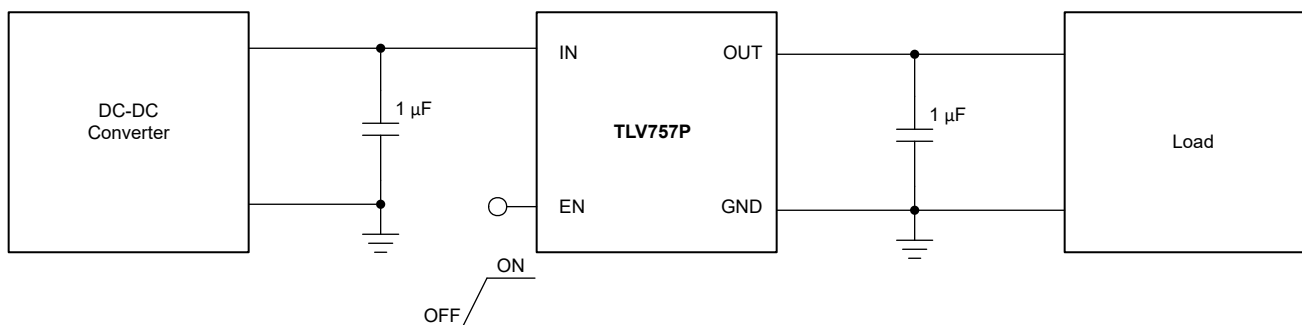 DC-DC
Converter
1 µF
IN
OUT
TLV757P
EN
GND
1 µF
Load
ON
OFF